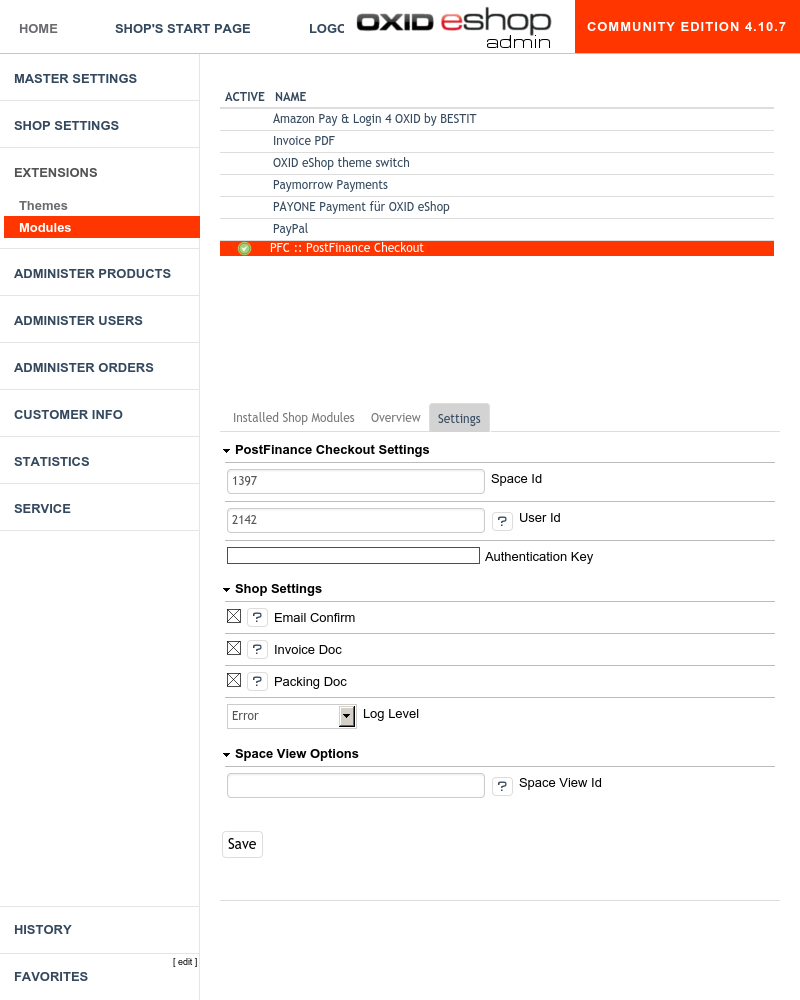 HOME SHOP'S START PAGE LOGO OXID eshop admin COMMUNITY EDITION 4.10.7
MASTER SETTINGS
SHOP SETTINGS
EXTENSIONS
Themes
Modules
ADMINISTER PRODUCTS
ADMINISTER USERS
ADMINISTER ORDERS
CUSTOMER INFO
STATISTICS
SERVICE
HISTORY
[ edit ]
FAVORITES
ACTIVE NAME
Amazon Pay & Login 4 OXID by BESTIT
Invoice PDF
OXID eShop theme switch
Paymorrow Payments
PAYONE Payment für OXID eShop
PayPal
PFC :: PostFinance Checkout
Installed Shop Modules Overview Settings
PostFinance Checkout Settings
1397 Space Id
2142 ? User Id
Authentication Key
Shop Settings
? Email Confirm
? Invoice Doc
? Packing Doc
Error Log Level
Space View Options
? Space View Id
Save